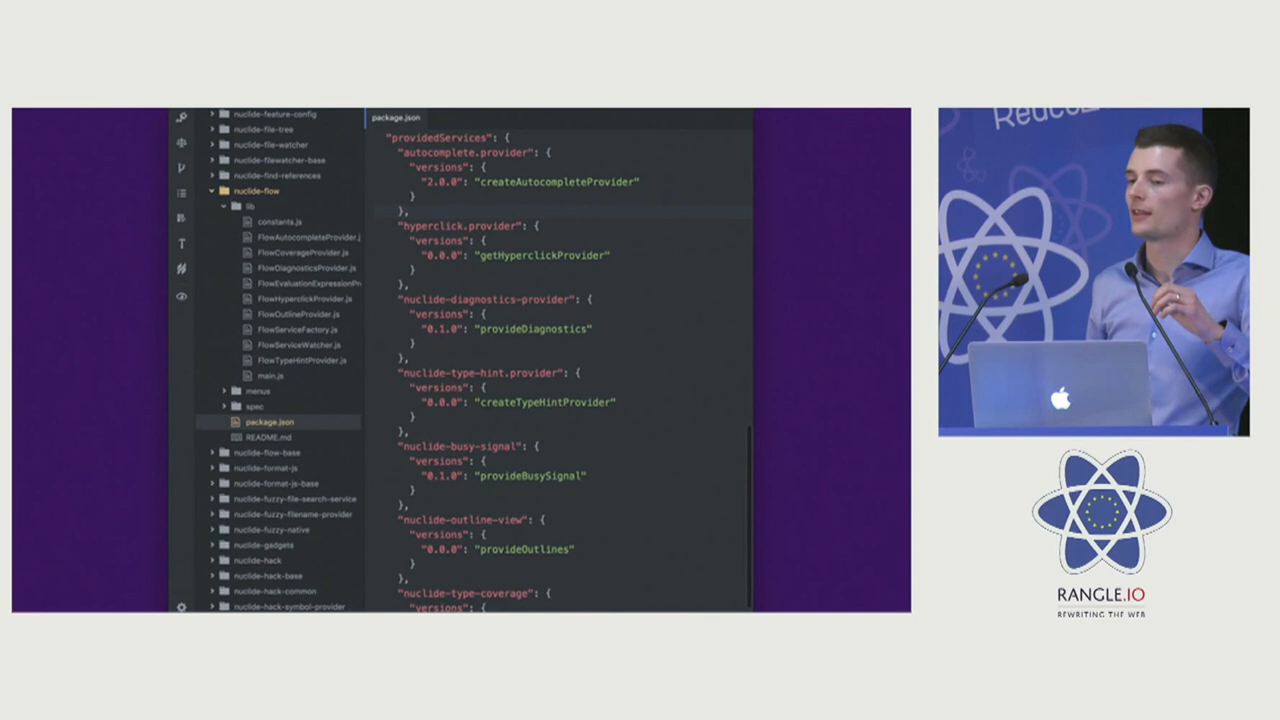 nuclide-feature-config
nuclide-file-tree
nuclide-file-watcher
nuclide-filewatcher-base
nuclide-find-references
nuclide-flow
lib
constants.js
FlowAutocompleteProvider.j
FlowCoverageProvider.js
FlowDiagnosticsProvider.js
FlowEvaluationExpressionPr
FlowHyperclickProvider.js
FlowOutlineProvider.js
FlowServiceFactory.js
FlowServiceWatcher.js
FlowTypeHintProvider.js
main.js
menus
spec
package.json
README.md
nuclide-flow-base
nuclide-format-js
nuclide-format-js-base
nuclide-fuzzy-file-search-service
nuclide-fuzzy-filename-provider
nuclide-fuzzy-native
nuclide-gadgets
nuclide-hack
nuclide-hack-base
nuclide-hack-common
nuclide-hack-symbol-provider
package.json
"providedServices": {
"autocomplete.provider": {
"versions": {
"2.0.0": "createAutocompleteProvider"
}
},
"hyperclick.provider": {
"versions": {
"0.0.0": "getHyperclickProvider"
}
},
"nuclide-diagnostics-provider": {
"versions": {
"0.1.0": "provideDiagnostics"
}
},
"nuclide-type-hint.provider": {
"versions": {
"0.0.0": "createTypeHintProvider"
}
},
"nuclide-busy-signal": {
"versions": {
"0.1.0": "provideBusySignal"
}
},
"nuclide-outline-view": {
"versions": {
"0.0.0": "provideOutlines"
}
},
"nuclide-type-coverage": {
"versions": {
RANGLE.IO
REWRITING THE WEB